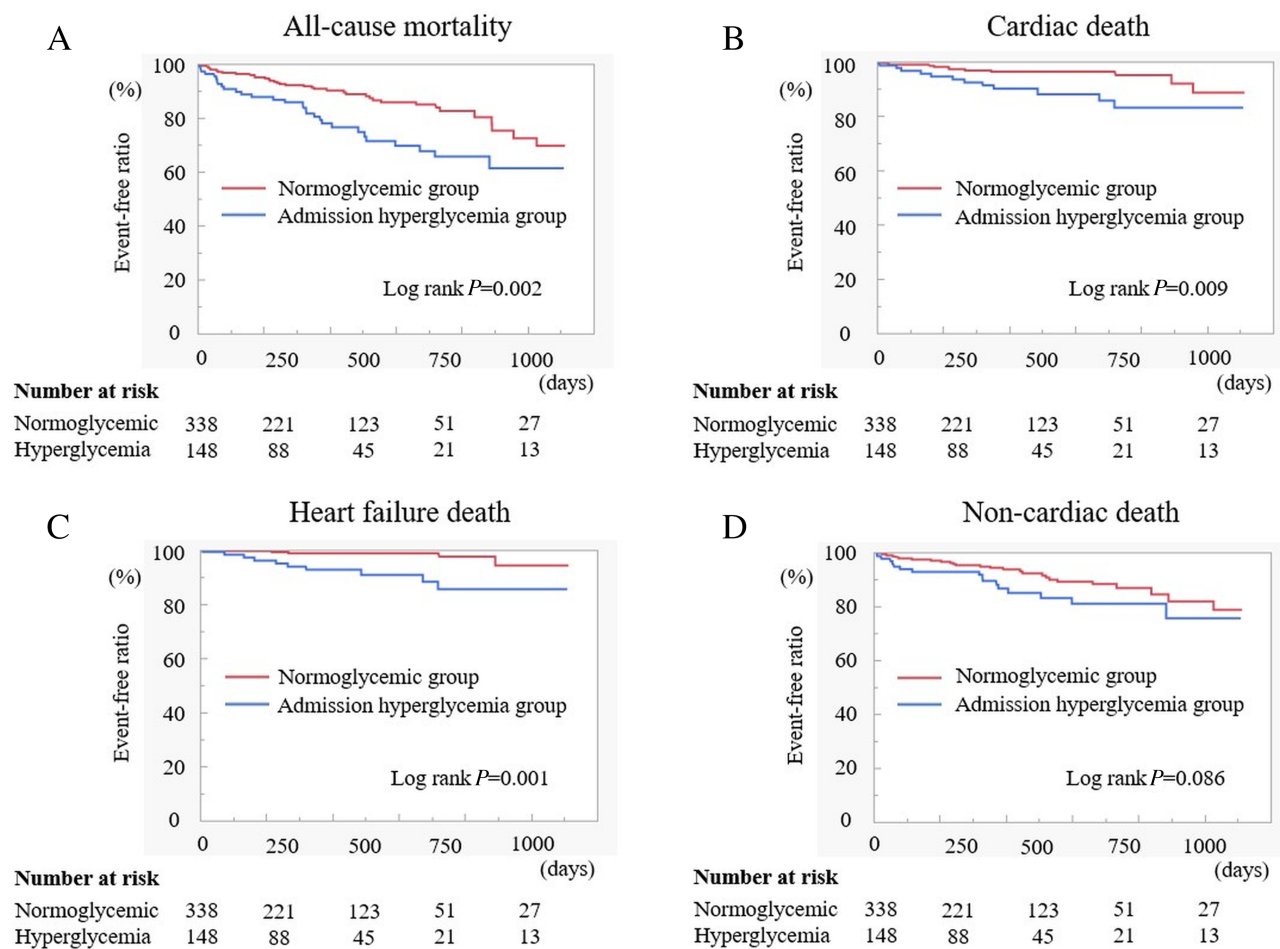 A
All-cause mortality
100
(%)
80
60
40
20
0
Event-free ratio
Normoglycemic group
Admission hyperglycemia group
Log rank P=0.002
0 250 500 750 1000
(days)
Number at risk
Normoglycemic 338 221 123 51 27
Hyperglycemia 148 88 45 21 13
B
Cardiac death
100
(%)
80
60
40
20
0
Event-free ratio
Normoglycemic group
Admission hyperglycemia group
Log rank P=0.009
0 250 500 750 1000
(days)
Number at risk
Normoglycemic 338 221 123 51 27
Hyperglycemia 148 88 45 21 13
C
Heart failure death
100
(%)
80
60
40
20
0
Event-free ratio
Normoglycemic group
Admission hyperglycemia group
Log rank P=0.001
0 250 500 750 1000
(days)
Number at risk
Normoglycemic 338 221 123 51 27
Hyperglycemia 148 88 45 21 13
D
Non-cardiac death
100
(%)
80
60
40
20
0
Event-free ratio
Normoglycemic group
Admission hyperglycemia group
Log rank P=0.086
0 250 500 750 1000
(days)
Number at risk
Normoglycemic 338 221 123 51 27
Hyperglycemia 148 88 45 21 13